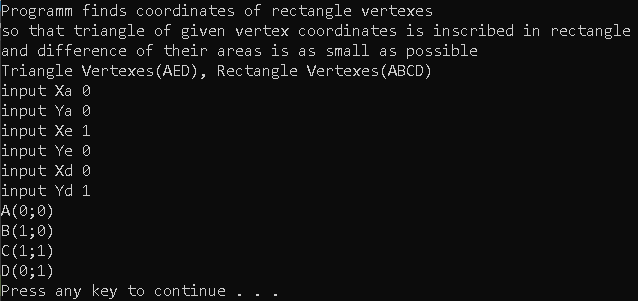 Programm finds coordinates of rectangle vertexes
so that triangle of given vertex coordinates is inscribed in rectangle
and difference of their areas is as small as possible
Triangle Vertexes(AED), Rectangle Vertexes(ABCD)
input Xa 0
input Ya 0
input Xe 1
input Ye 0
input Xd 0
input Yd 1
A(0;0)
B(1;0)
C(1;1)
D(0;1)
Press any key to continue . . .